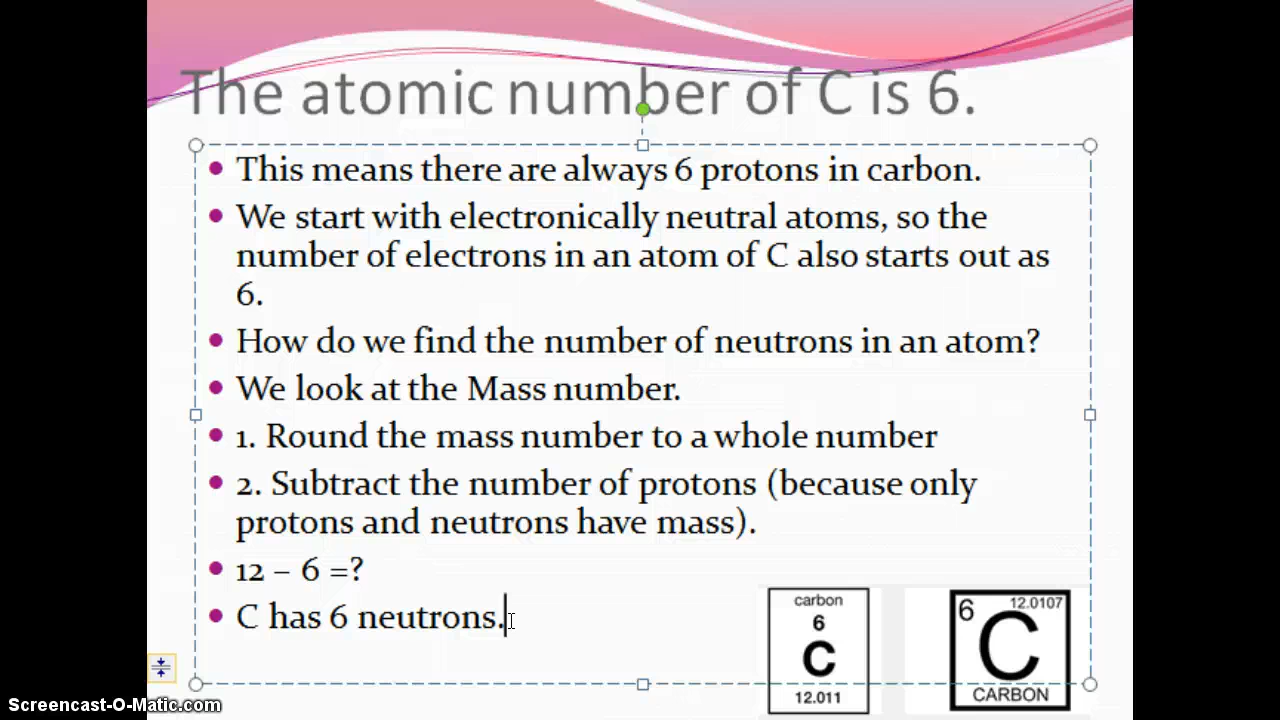 The atomic number of C is 6.
This means there are always 6 protons in carbon.
We start with electronically neutral atoms, so the
number of electrons in an atom of C also starts out as
6.
How do we find the number of neutrons in an atom?
We look at the Mass number.
1. Round the mass number to a whole number
2. Subtract the number of protons (because only
protons and neutrons have mass).
12 – 6 =?
C has 6 neutrons.
carbon
6
C
12.011
6 12.0107
C
CARBON
Screencast-O-Matic.com